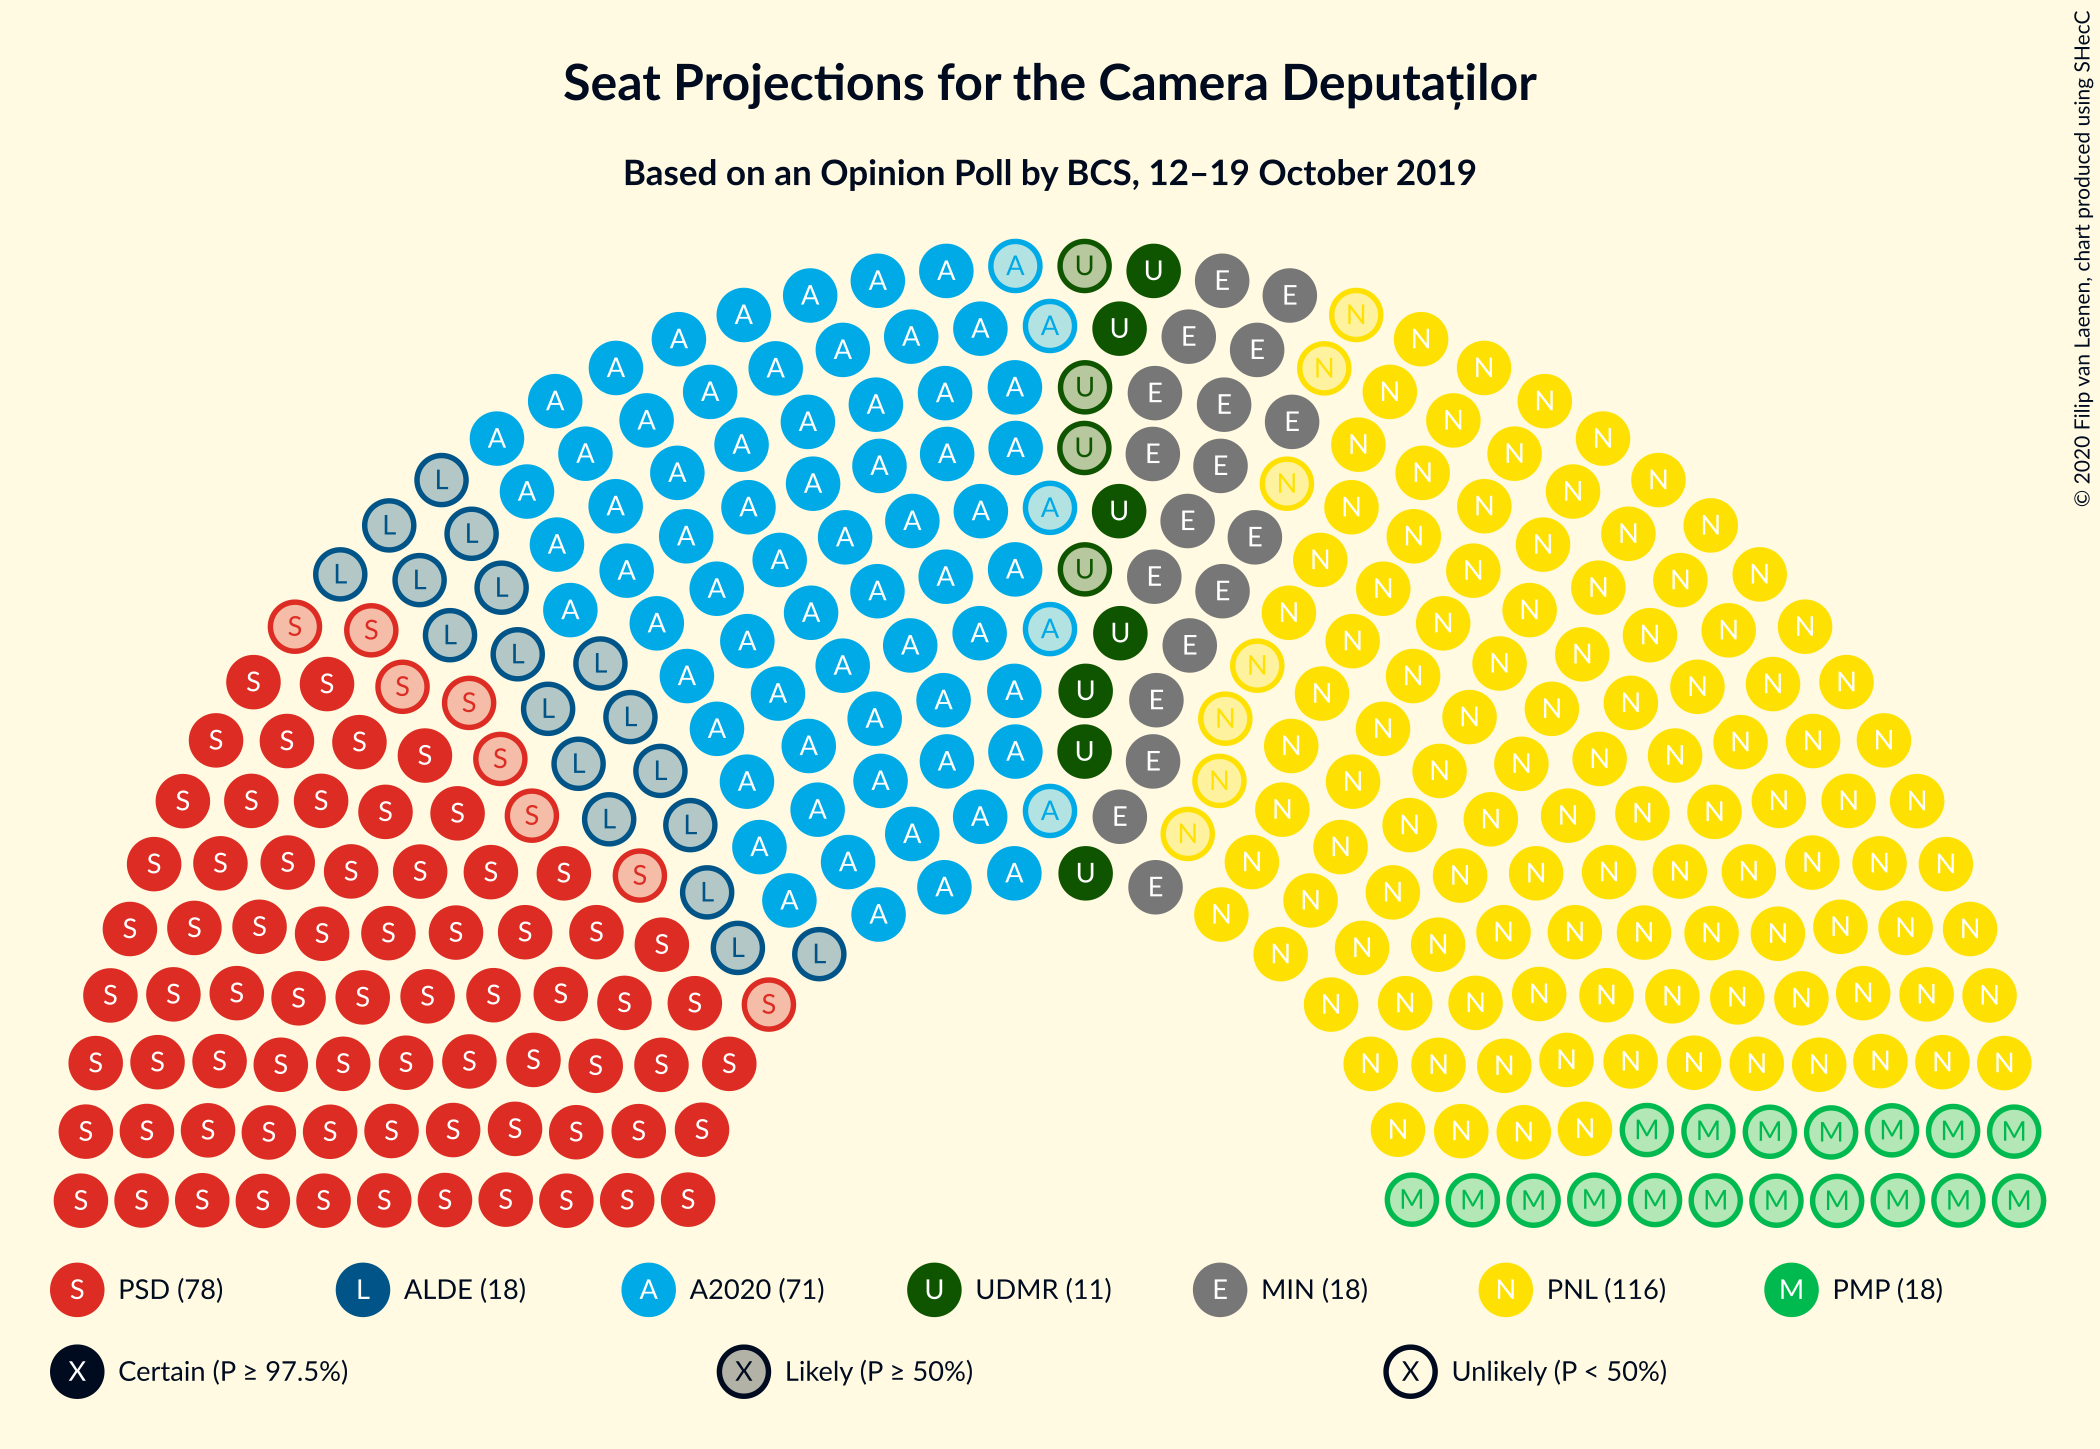 Seat Projections for the Camera Deputaților
Based on an Opinion Poll by BCS, 12–19 October 2019
© 2020 Filip van Laenen, chart produced using SHecC
S PSD (78) L ALDE (18) A A2020 (71) U UDMR (11) E MIN (18) N PNL (116) M PMP (18)
X Certain (P ≥ 97.5%) X Likely (P ≥ 50%) X Unlikely (P < 50%)